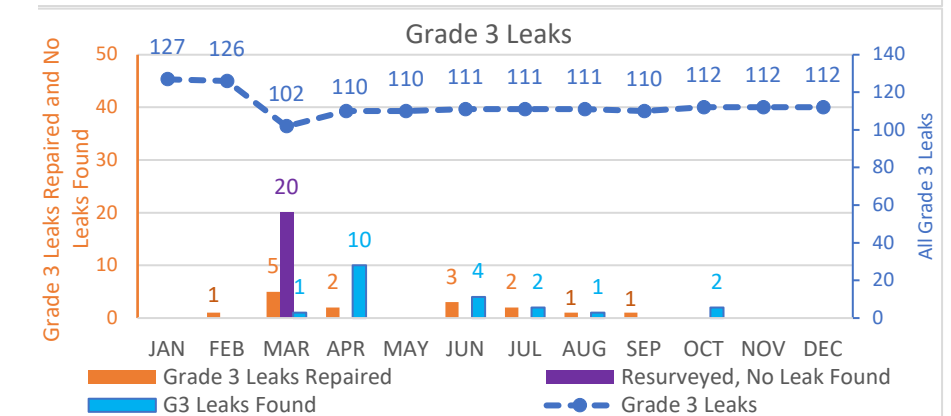 Grade 3 Leaks
Grade 3 Leaks Repaired and No
Leaks Found
50
40
30
20
10
0
127 126 102 110 110 111 111 111 110 112 112 112
140
120
100
80
60
40
20
0
All Grade 3 Leaks
20
1 5 1 2 10 3 4 2 2 1 1 1 2
JAN FEB MAR APR MAY JUN JUL AUG SEP OCT NOV DEC
Grade 3 Leaks Repaired Resurveyed, No Leak Found
G3 Leaks Found Grade 3 Leaks